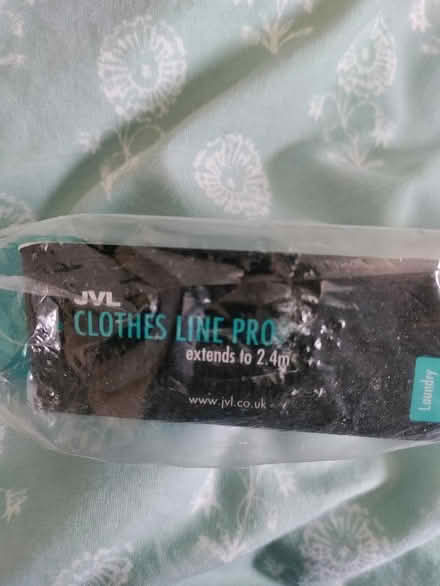 JVL
CLOTHES LINE PRO
extends to 2.4m
www.jvl.co.uk
Laundry